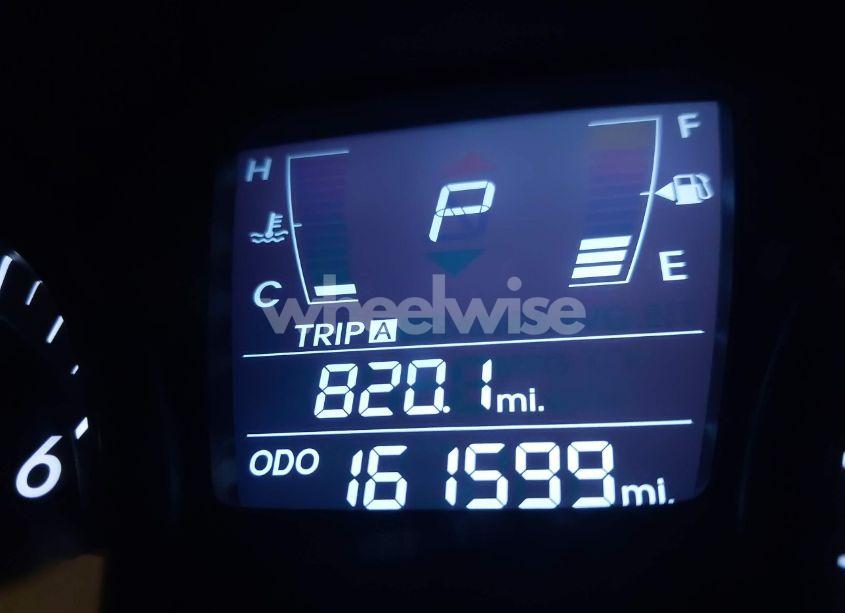 H F
P
C E
wheelwise
TRIP A
820.1 mi.
ODO 161599 mi.
6